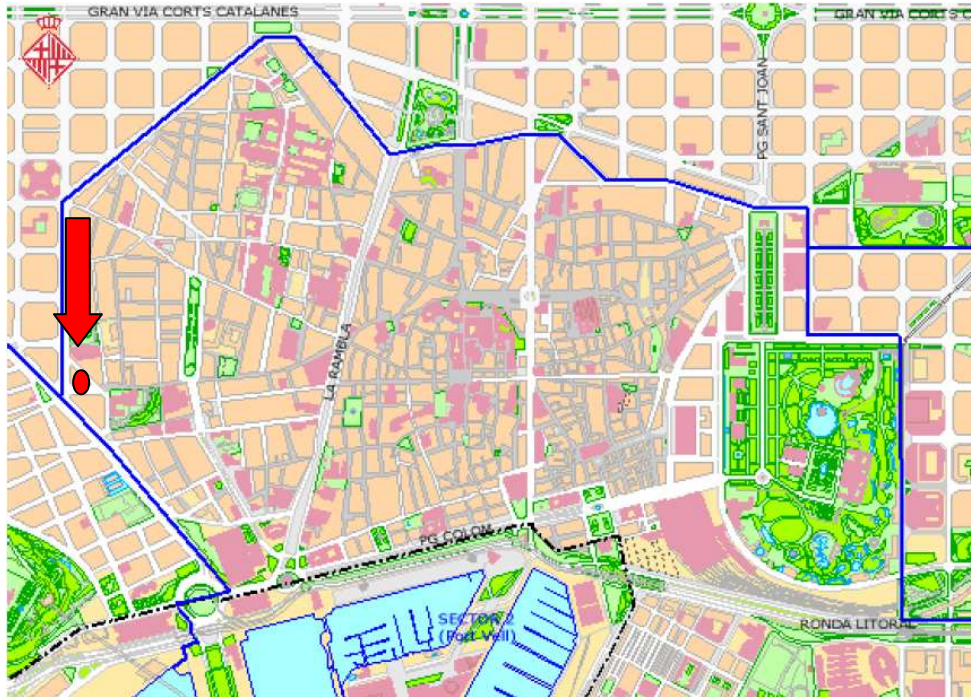 GRAN VIA CORTS CATALANES
GRAN VIA CORTS C
PG SANT JOAN
LA RAMBLA
PG COLOM
SECTOR 2
(Port Vell)
RONDA LITORAL